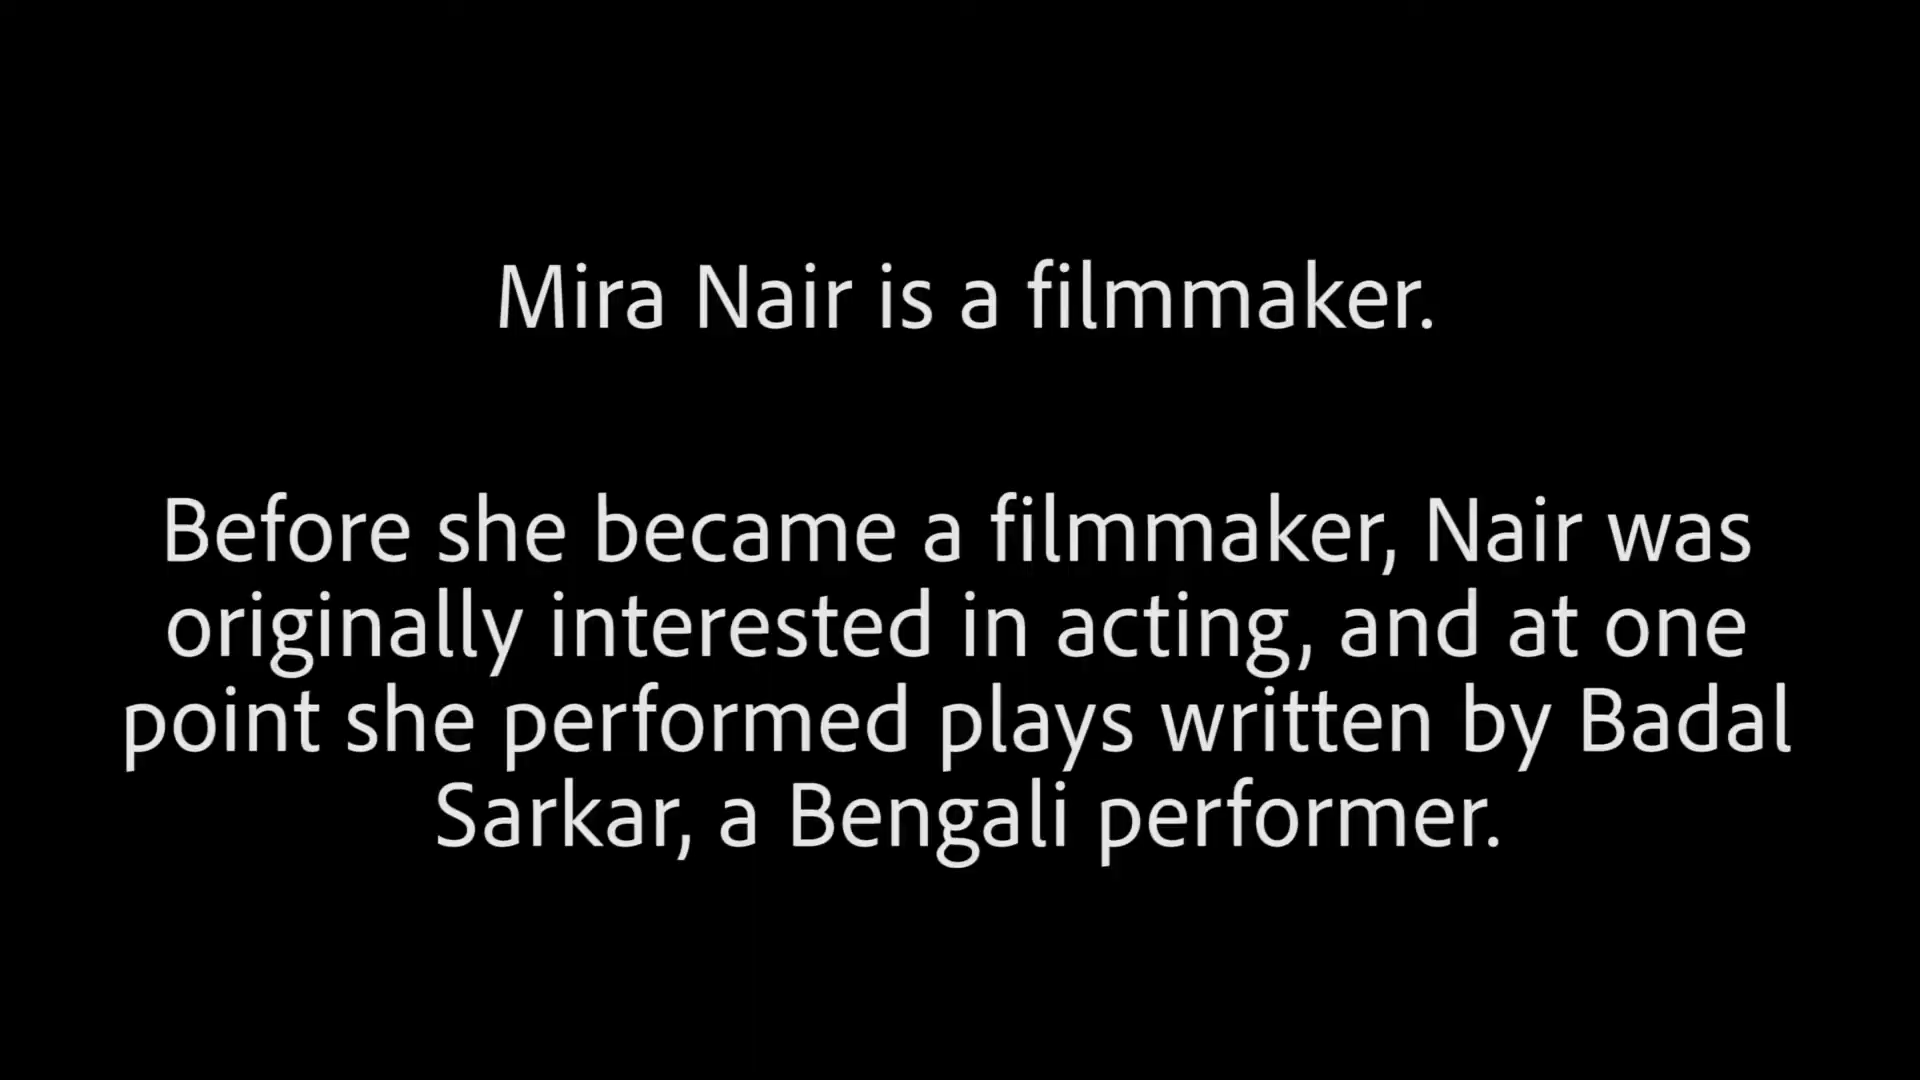 Mira Nair is a filmmaker.
Before she became a filmmaker, Nair was
originally interested in acting, and at one
point she performed plays written by Badal
Sarkar, a Bengali performer.